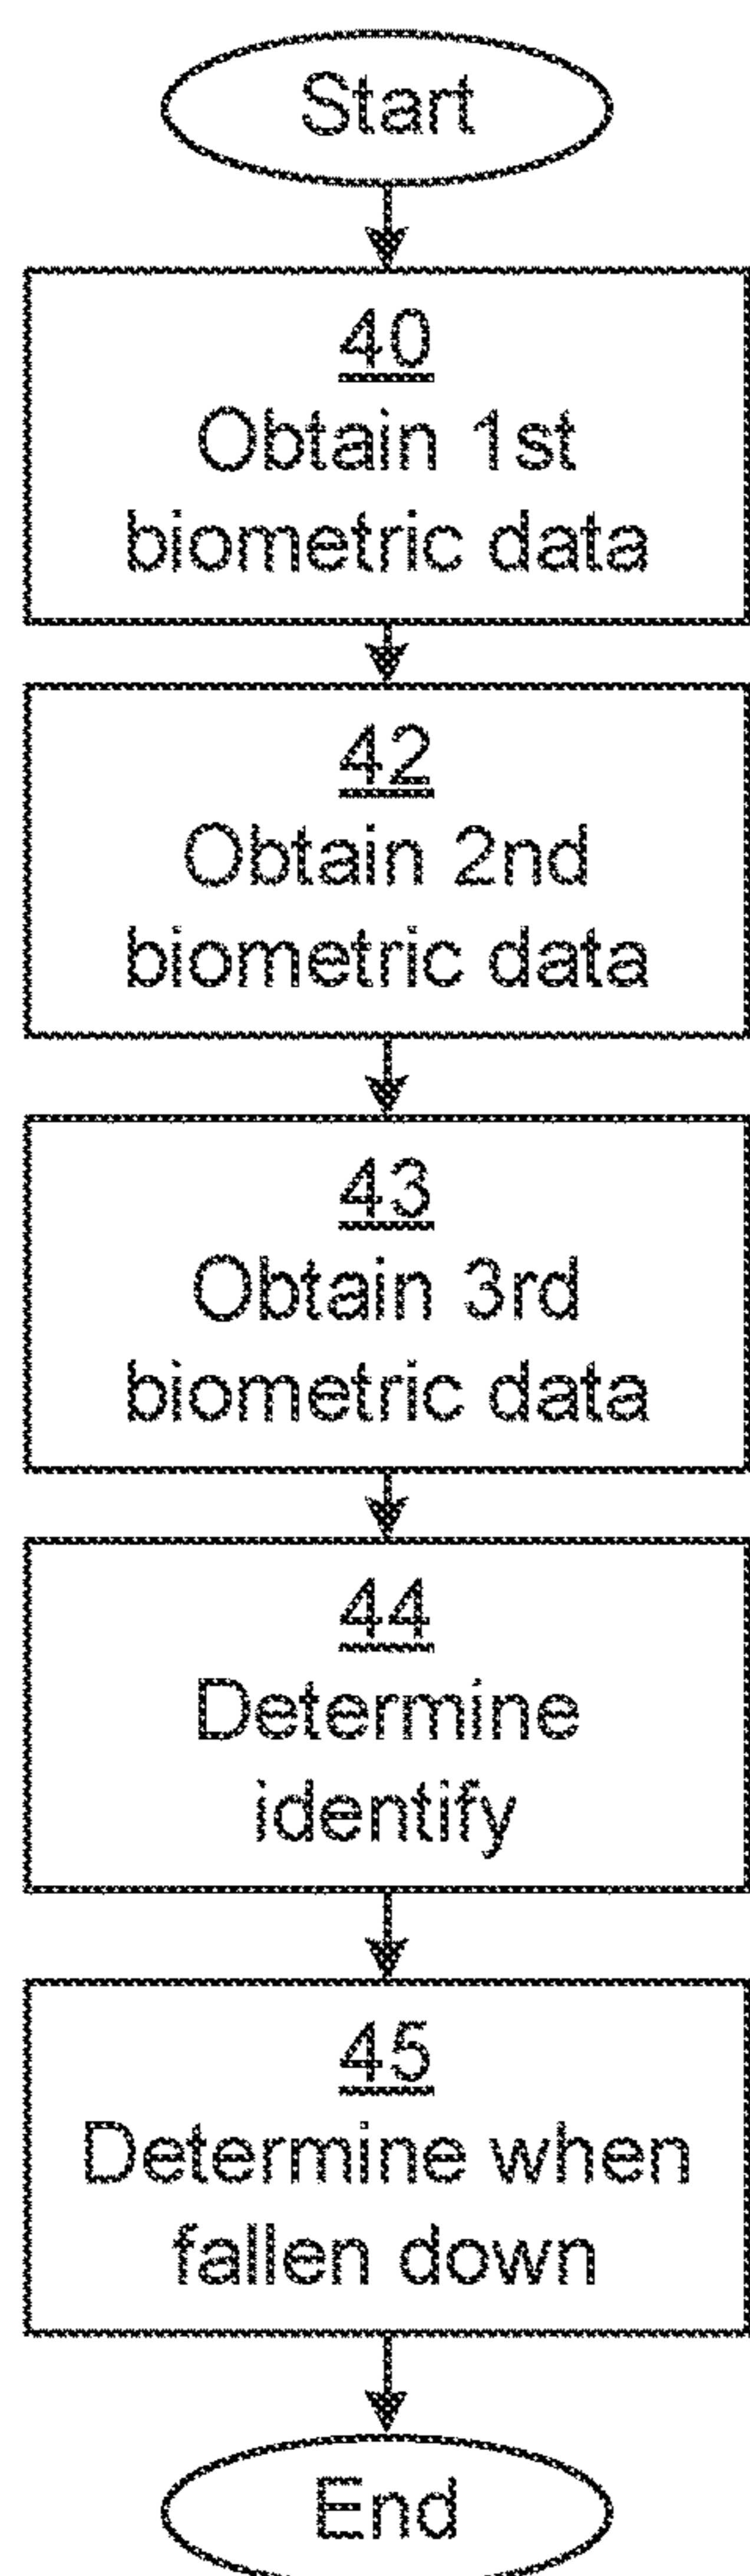 Start
40
Obtain 1st
biometric data
42
Obtain 2nd
biometric data
43
Obtain 3rd
biometric data
44
Determine
identify
45
Determine when
fallen down
End